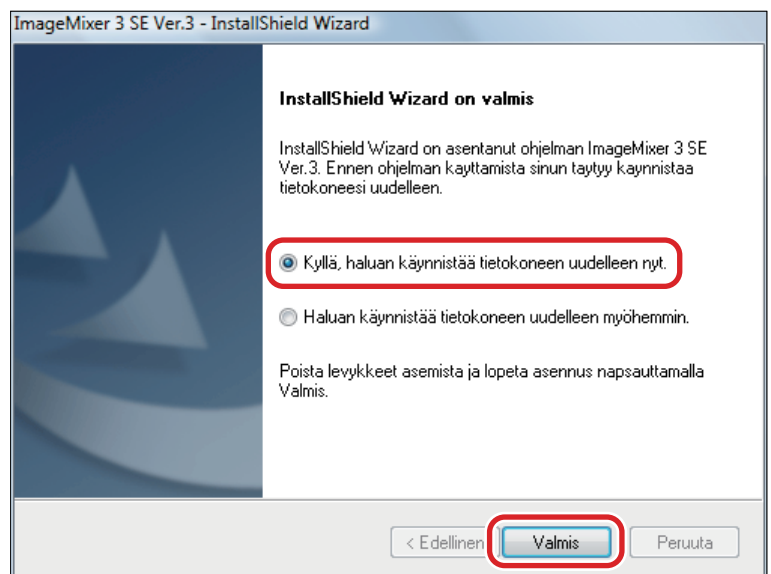 ImageMixer 3 SE Ver.3 - InstallShield Wizard
InstallShield Wizard on valmis
InstallShield Wizard on asentanut ohjelman ImageMixer 3 SE
Ver.3. Ennen ohjelman kayttamista sinun taytyy kaynnistaa
tietokoneesi uudelleen.
Kyllä, haluan käynnistää tietokoneen uudelleen nyt.
Haluan käynnistää tietokoneen uudelleen myöhemmin.
Poista levykkeet asemista ja lopeta asennus napsauttamalla
Valmis.
< Edellinen Valmis Peruuta